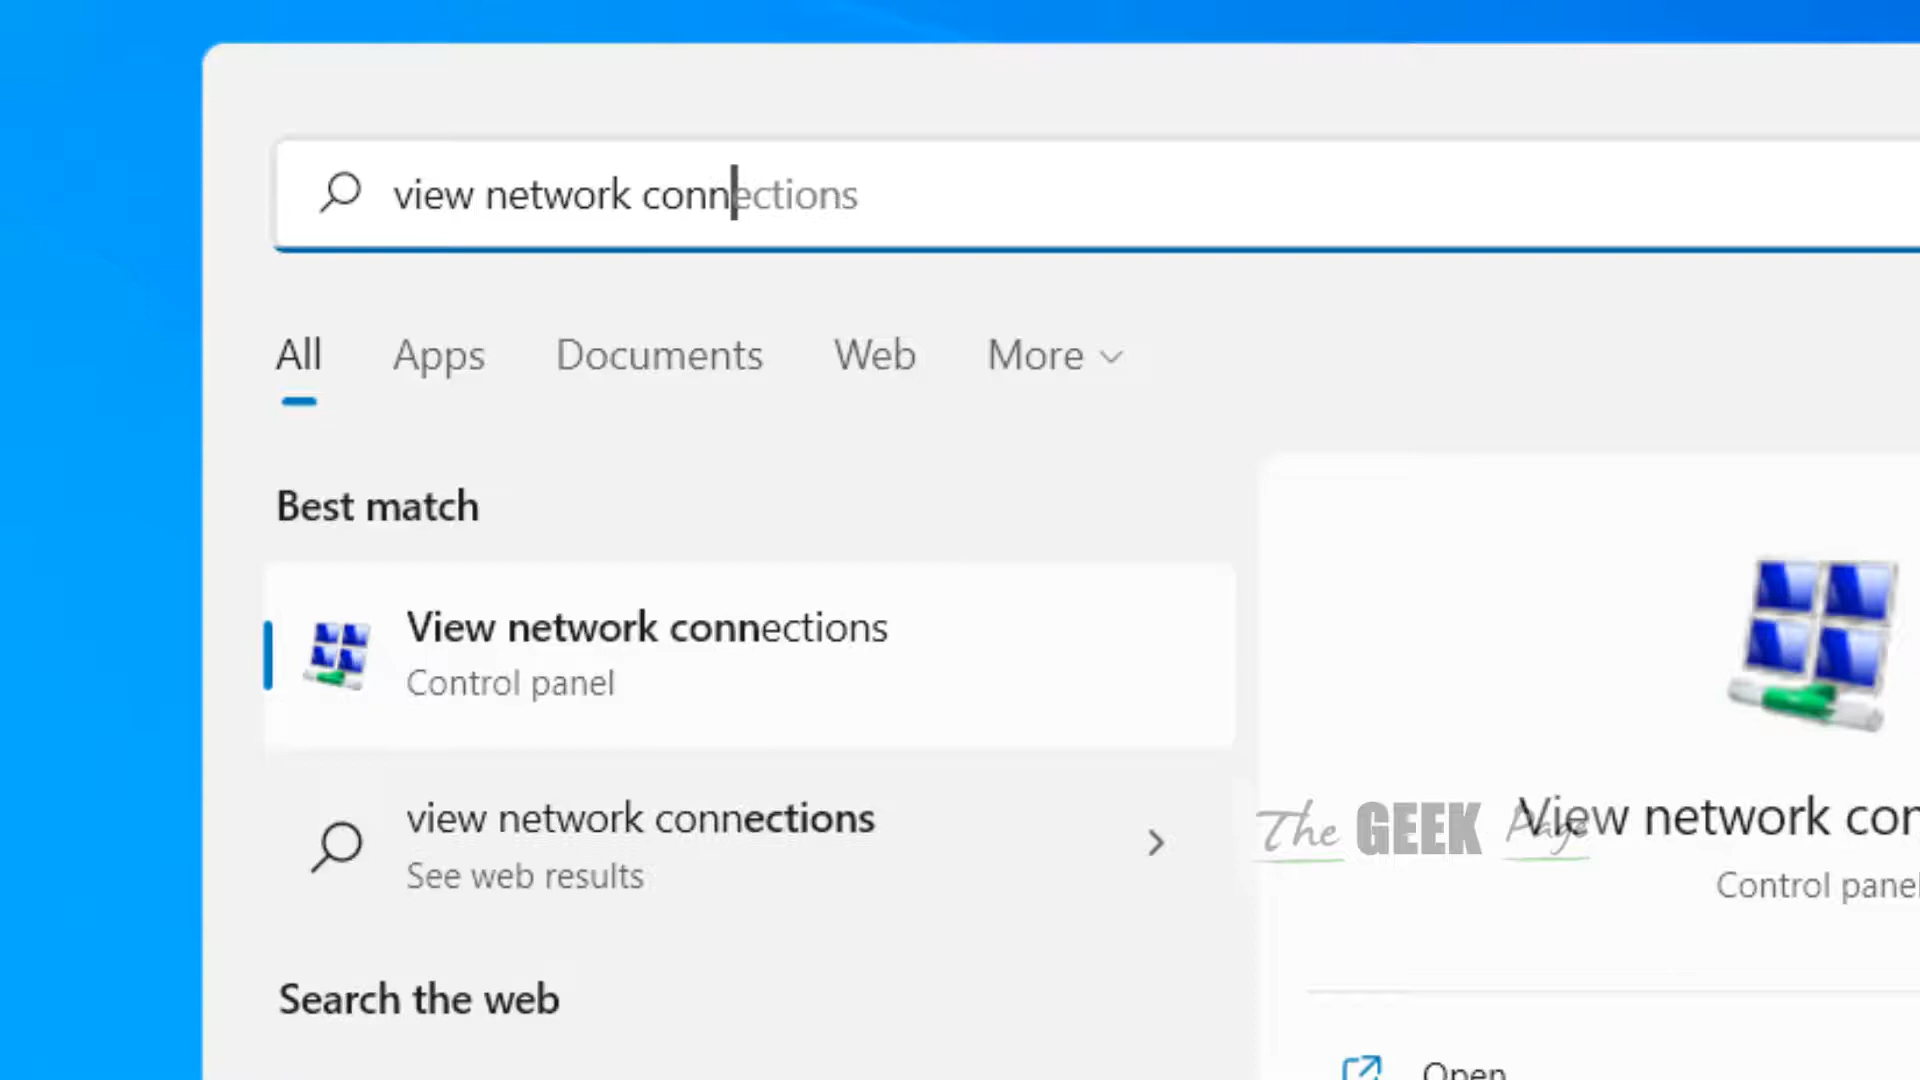 view network connections
All Apps Documents Web More
Best match
View network connections
Control panel
view network connections
See web results
The GEEK Page
View network con
Control panel
Search the web
Open